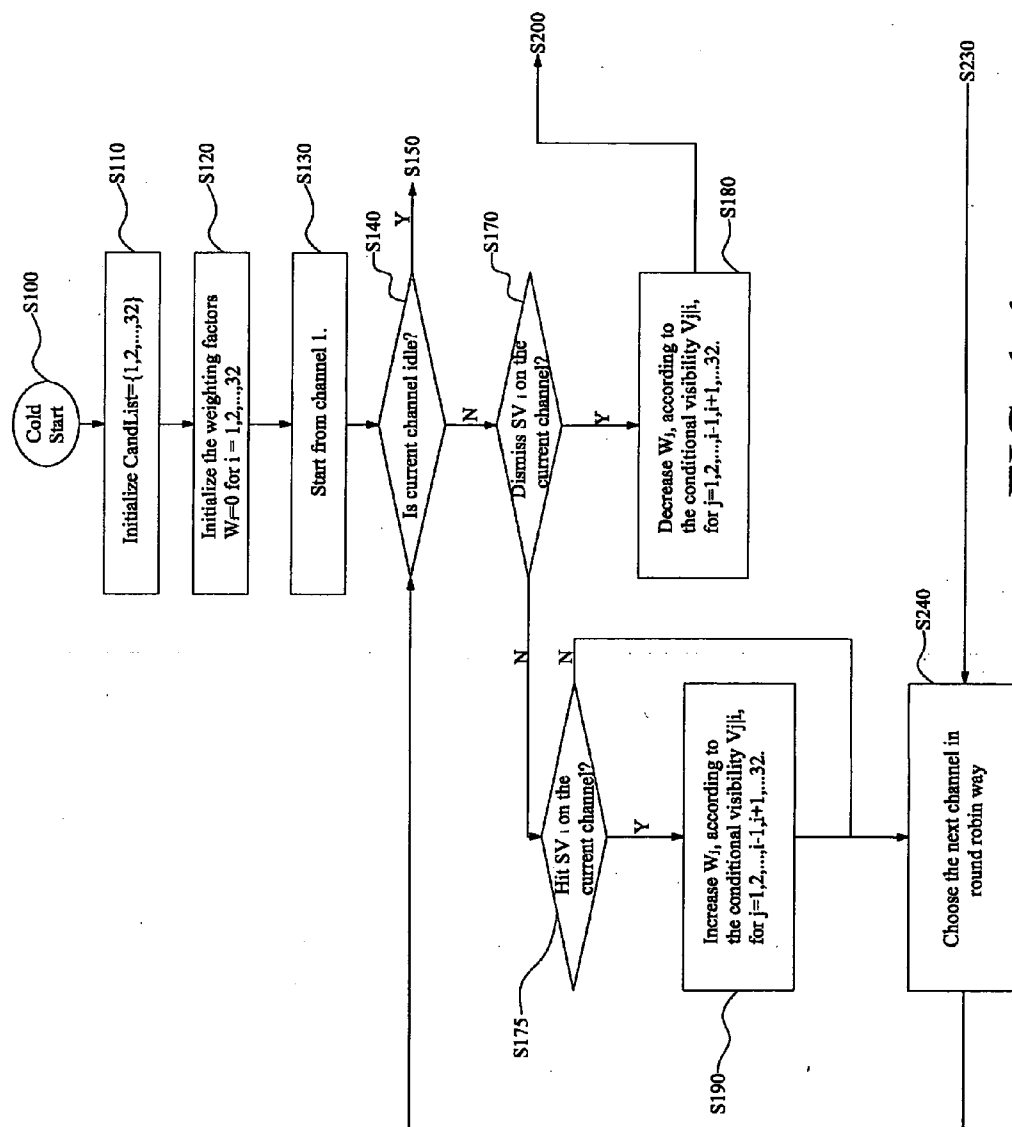 Cold
Start
S100
Initialize CandList={1,2,...,32}
S110
Initialize the weighting factors
Wi=0 for i = 1,2,...,32
S120
Start from channel 1.
S130
Is current channel idle?
S140
Y
S150
N
Dismiss SV i on the
current channel?
S170
N
Y
Decrease Wj, according to
the conditional visibility Vj|i,
for j=1,2,...,i-1,i+1,...32.
S180
S200
Hit SV i on the
current channel?
S175
N
Y
Increase Wj, according to
the conditional visibility Vj|i,
for j=1,2,...,i-1,i+1,...32.
S190
Choose the next channel in
round robin way
S240
S230